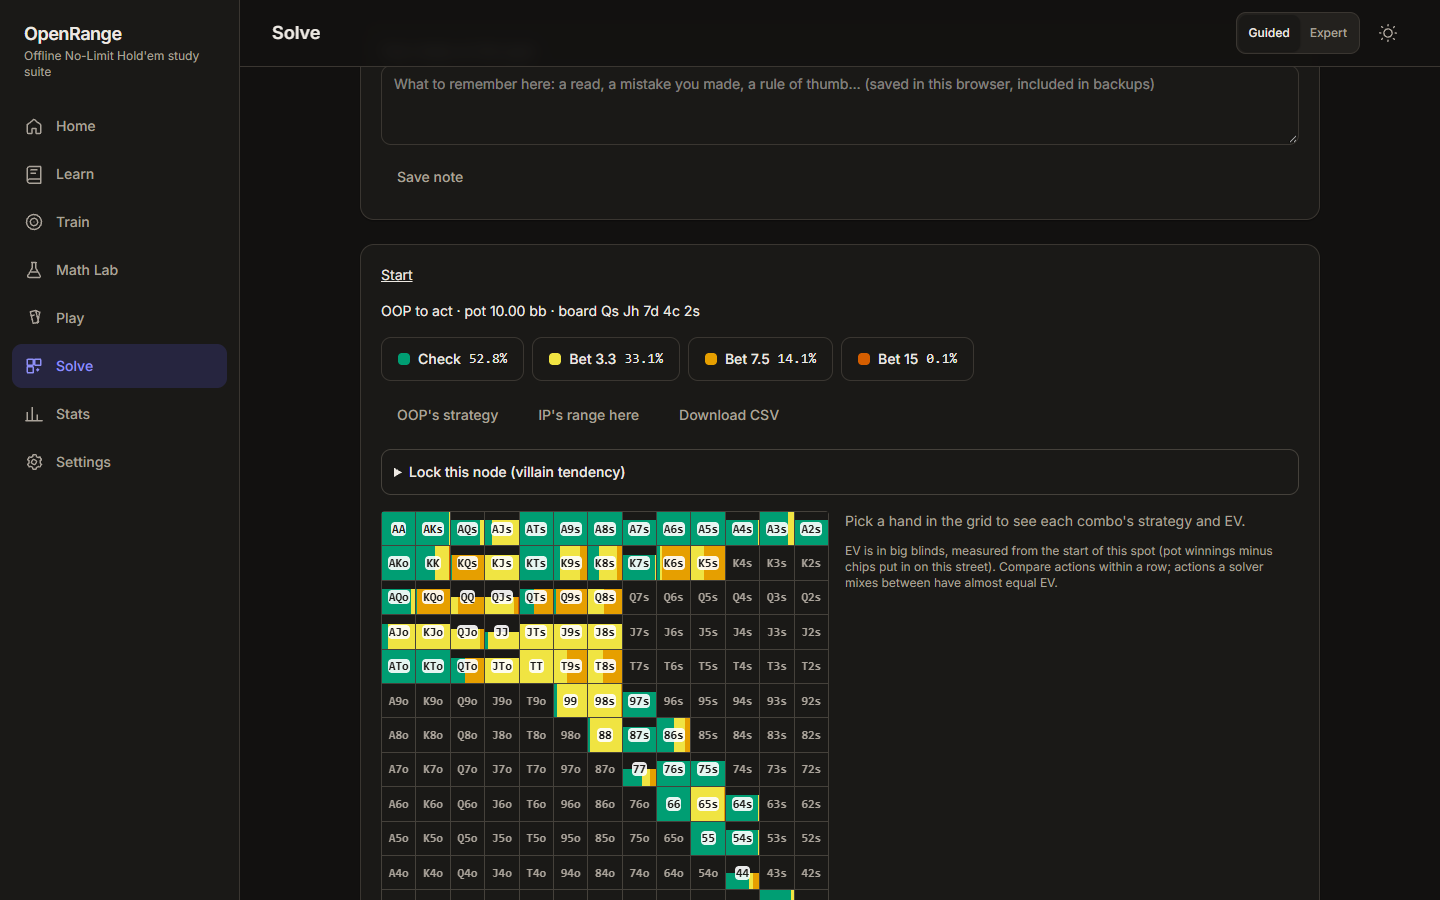 OpenRange
Offline No-Limit Hold'em study
suite
Home
Learn
Train
Math Lab
Play
Solve
Stats
Settings
Solve
Guided Expert
What to remember here: a read, a mistake you made, a rule of thumb... (saved in this browser, included in backups)
Save note
Start
OOP to act · pot 10.00 bb · board Qs Jh 7d 4c 2s
Check 52.8% Bet 3.3 33.1% Bet 7.5 14.1% Bet 15 0.1%
OOP's strategy IP's range here Download CSV
Lock this node (villain tendency)
AA AKs AQs AJs ATs A9s A8s A7s A6s A5s A4s A3s A2s
AKo KK KQs KJs KTs K9s K8s K7s K6s K5s K4s K3s K2s
AQo KQo QQ QJs QTs Q9s Q8s Q7s Q6s Q5s Q4s Q3s Q2s
AJo KJo QJo JJ JTs J9s J8s J7s J6s J5s J4s J3s J2s
ATo KTo QTo JTo TT T9s T8s T7s T6s T5s T4s T3s T2s
A9o K9o Q9o J9o T9o 99 98s 97s 96s 95s 94s 93s 92s
A8o K8o Q8o J8o T8o 98o 88 87s 86s 85s 84s 83s 82s
A7o K7o Q7o J7o T7o 97o 87o 77 76s 75s 74s 73s 72s
A6o K6o Q6o J6o T6o 96o 86o 76o 66 65s 64s 63s 62s
A5o K5o Q5o J5o T5o 95o 85o 75o 65o 55 54s 53s 52s
A4o K4o Q4o J4o T4o 94o 84o 74o 64o 54o 44 43s 42s
Pick a hand in the grid to see each combo's strategy and EV.
EV is in big blinds, measured from the start of this spot (pot winnings minus
chips put in on this street). Compare actions within a row; actions a solver
mixes between have almost equal EV.